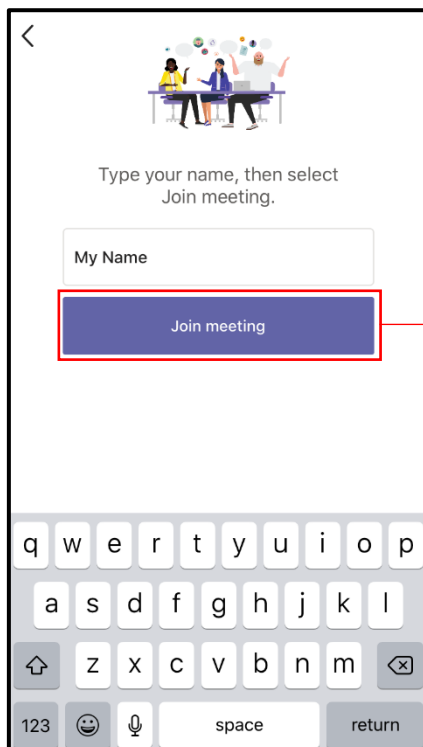 Type your name, then select
Join meeting.
My Name
Join meeting
q w e r t y u i o p
a s d f g h j k l
z x c v b n m
123 space return